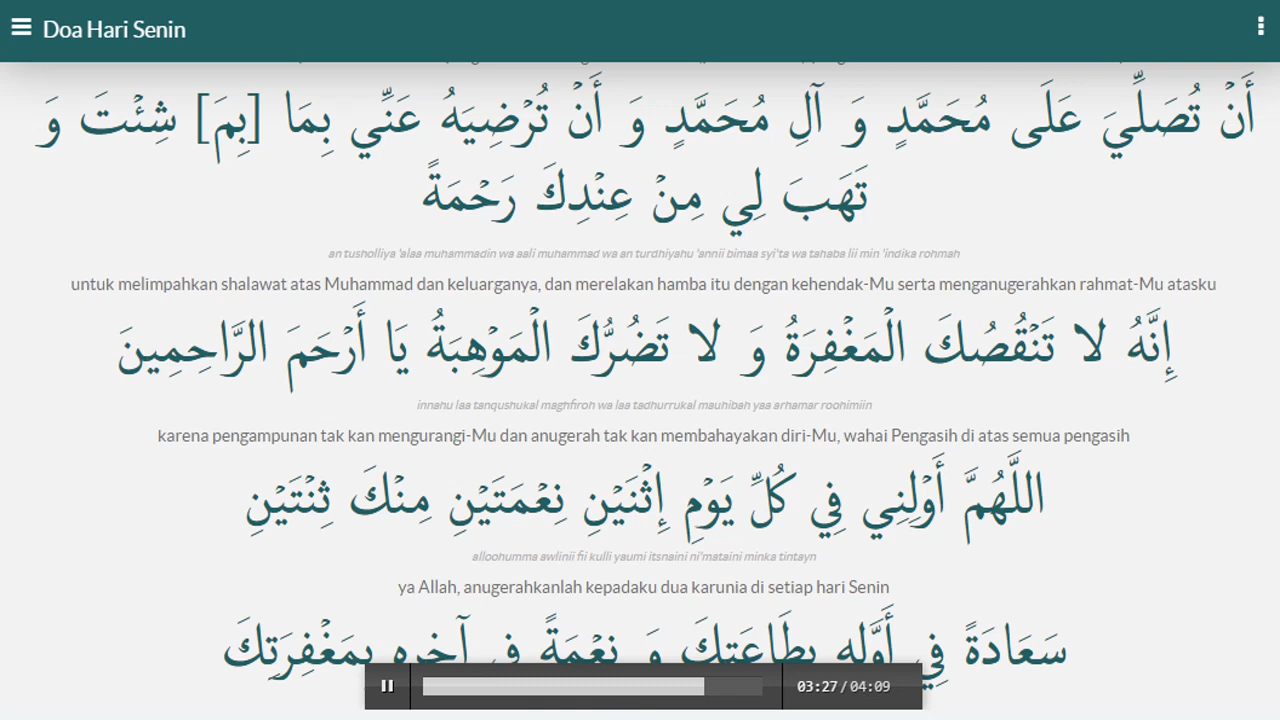 Doa Hari Senin
أَنْ تُصَلِّيَ عَلَى مُحَمَّدٍ وَ آلِ مُحَمَّدٍ وَ أَنْ تُرْضِيَهُ عَنِّي بِمَا [بِمَ] شِئْتَ وَ
تَهَبَ لِي مِنْ عِنْدِكَ رَحْمَةً
an tusholliya 'alaa muhammadin wa aali muhammad wa an turdhiyahu 'annii bimaa syi'ta wa tahaba lii min 'indika rohmah
untuk melimpahkan shalawat atas Muhammad dan keluarganya, dan merelakan hamba itu dengan kehendak-Mu serta menganugerahkan rahmat-Mu atasku
إِنَّهُ لا تَنْقُصُكَ الْمَغْفِرَةُ وَ لا تَضُرُّكَ الْمَوْهِبَةُ يَا أَرْحَمَ الرَّاحِمِينَ
innahu laa tanqushukal maghfiroh wa laa tadhurrukal mauhibah yaa arhamar roohimiin
karena pengampunan tak kan mengurangi-Mu dan anugerah tak kan membahayakan diri-Mu, wahai Pengasih di atas semua pengasih
اللَّهُمَّ أَوْلِنِي فِي كُلِّ يَوْمِ إِثْنَيْنِ نِعْمَتَيْنِ مِنْكَ ثِنْتَيْنِ
alloohumma awlinii fii kulli yaumi itsnaini ni'mataini minka tintayn
ya Allah, anugerahkanlah kepadaku dua karunia di setiap hari Senin
سَعَادَةً فِي أَوَّلِهِ بِطَاعَتِكَ وَ نِعْمَةً فِي آخِرِهِ بِمَغْفِرَتِكَ
03:27/04:09